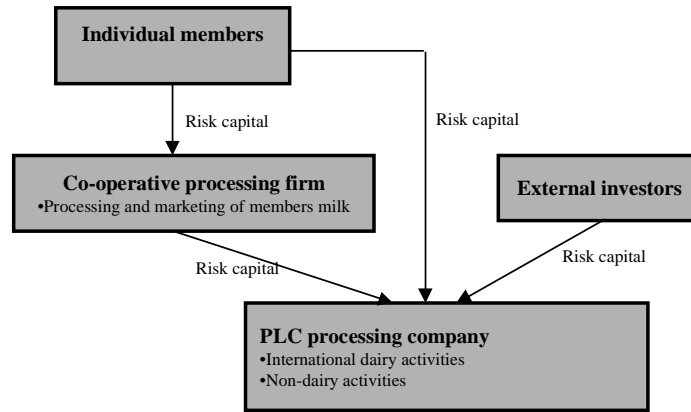 Individual members
Risk capital
Risk capital
Co-operative processing firm
•Processing and marketing of members milk
External investors
Risk capital
Risk capital
PLC processing company
•International dairy activities
•Non-dairy activities